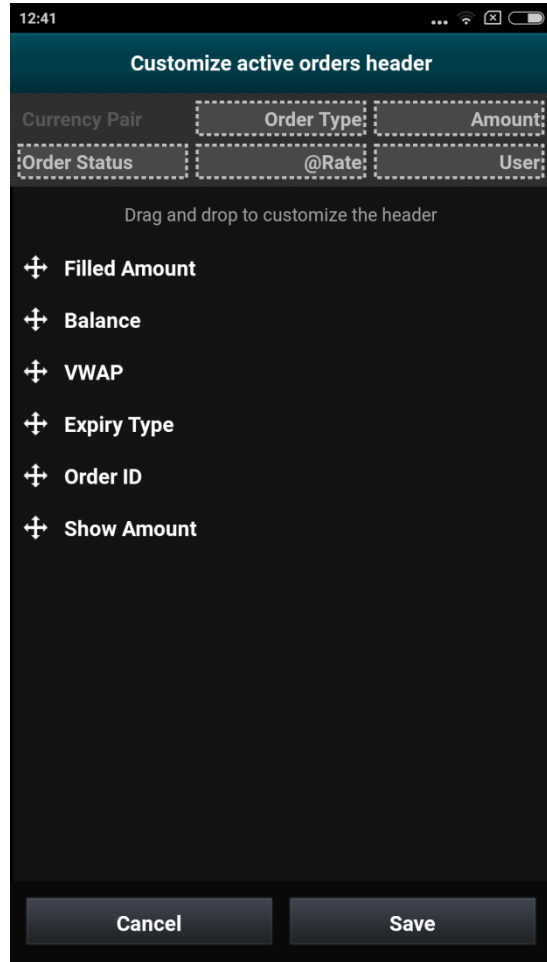 12:41
Customize active orders header
Currency Pair Order Type Amount
Order Status @Rate User
Drag and drop to customize the header
Filled Amount
Balance
VWAP
Expiry Type
Order ID
Show Amount
Cancel Save